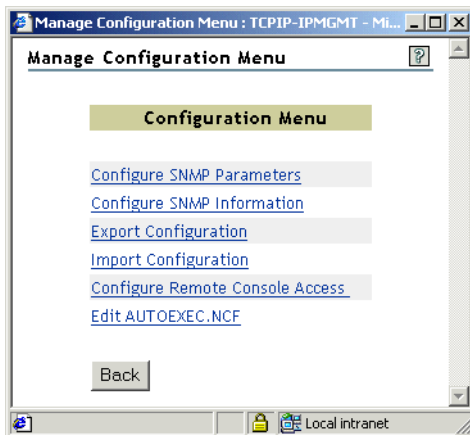 Manage Configuration Menu : TCPIP-IPMGMT - Mi...
Manage Configuration Menu
?
Configuration Menu
Configure SNMP Parameters
Configure SNMP Information
Export Configuration
Import Configuration
Configure Remote Console Access
Edit AUTOEXEC.NCF
Back
Local intranet